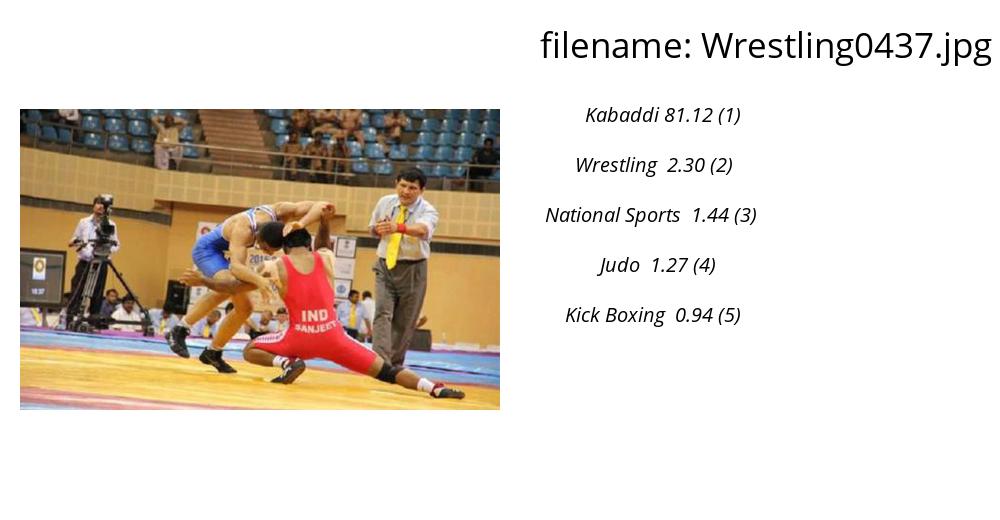 filename: Wrestling0437.jpg
Kabaddi 81.12 (1)
Wrestling 2.30 (2)
National Sports 1.44 (3)
Judo 1.27 (4)
Kick Boxing 0.94 (5)
IND
SANJEET